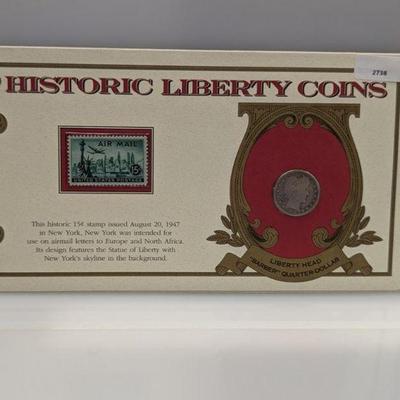 HISTORIC LIBERTY COINS
2738
AIR MAIL
15¢
UNITED STATES POSTAGE
This historic 15¢ stamp issued August 20, 1947
in New York, New York was intended for
use on airmail letters to Europe and North Africa.
Its design features the Statue of Liberty with
New York's skyline in the background.
LIBERTY HEAD
"BARBER" QUARTER-DOLLAR